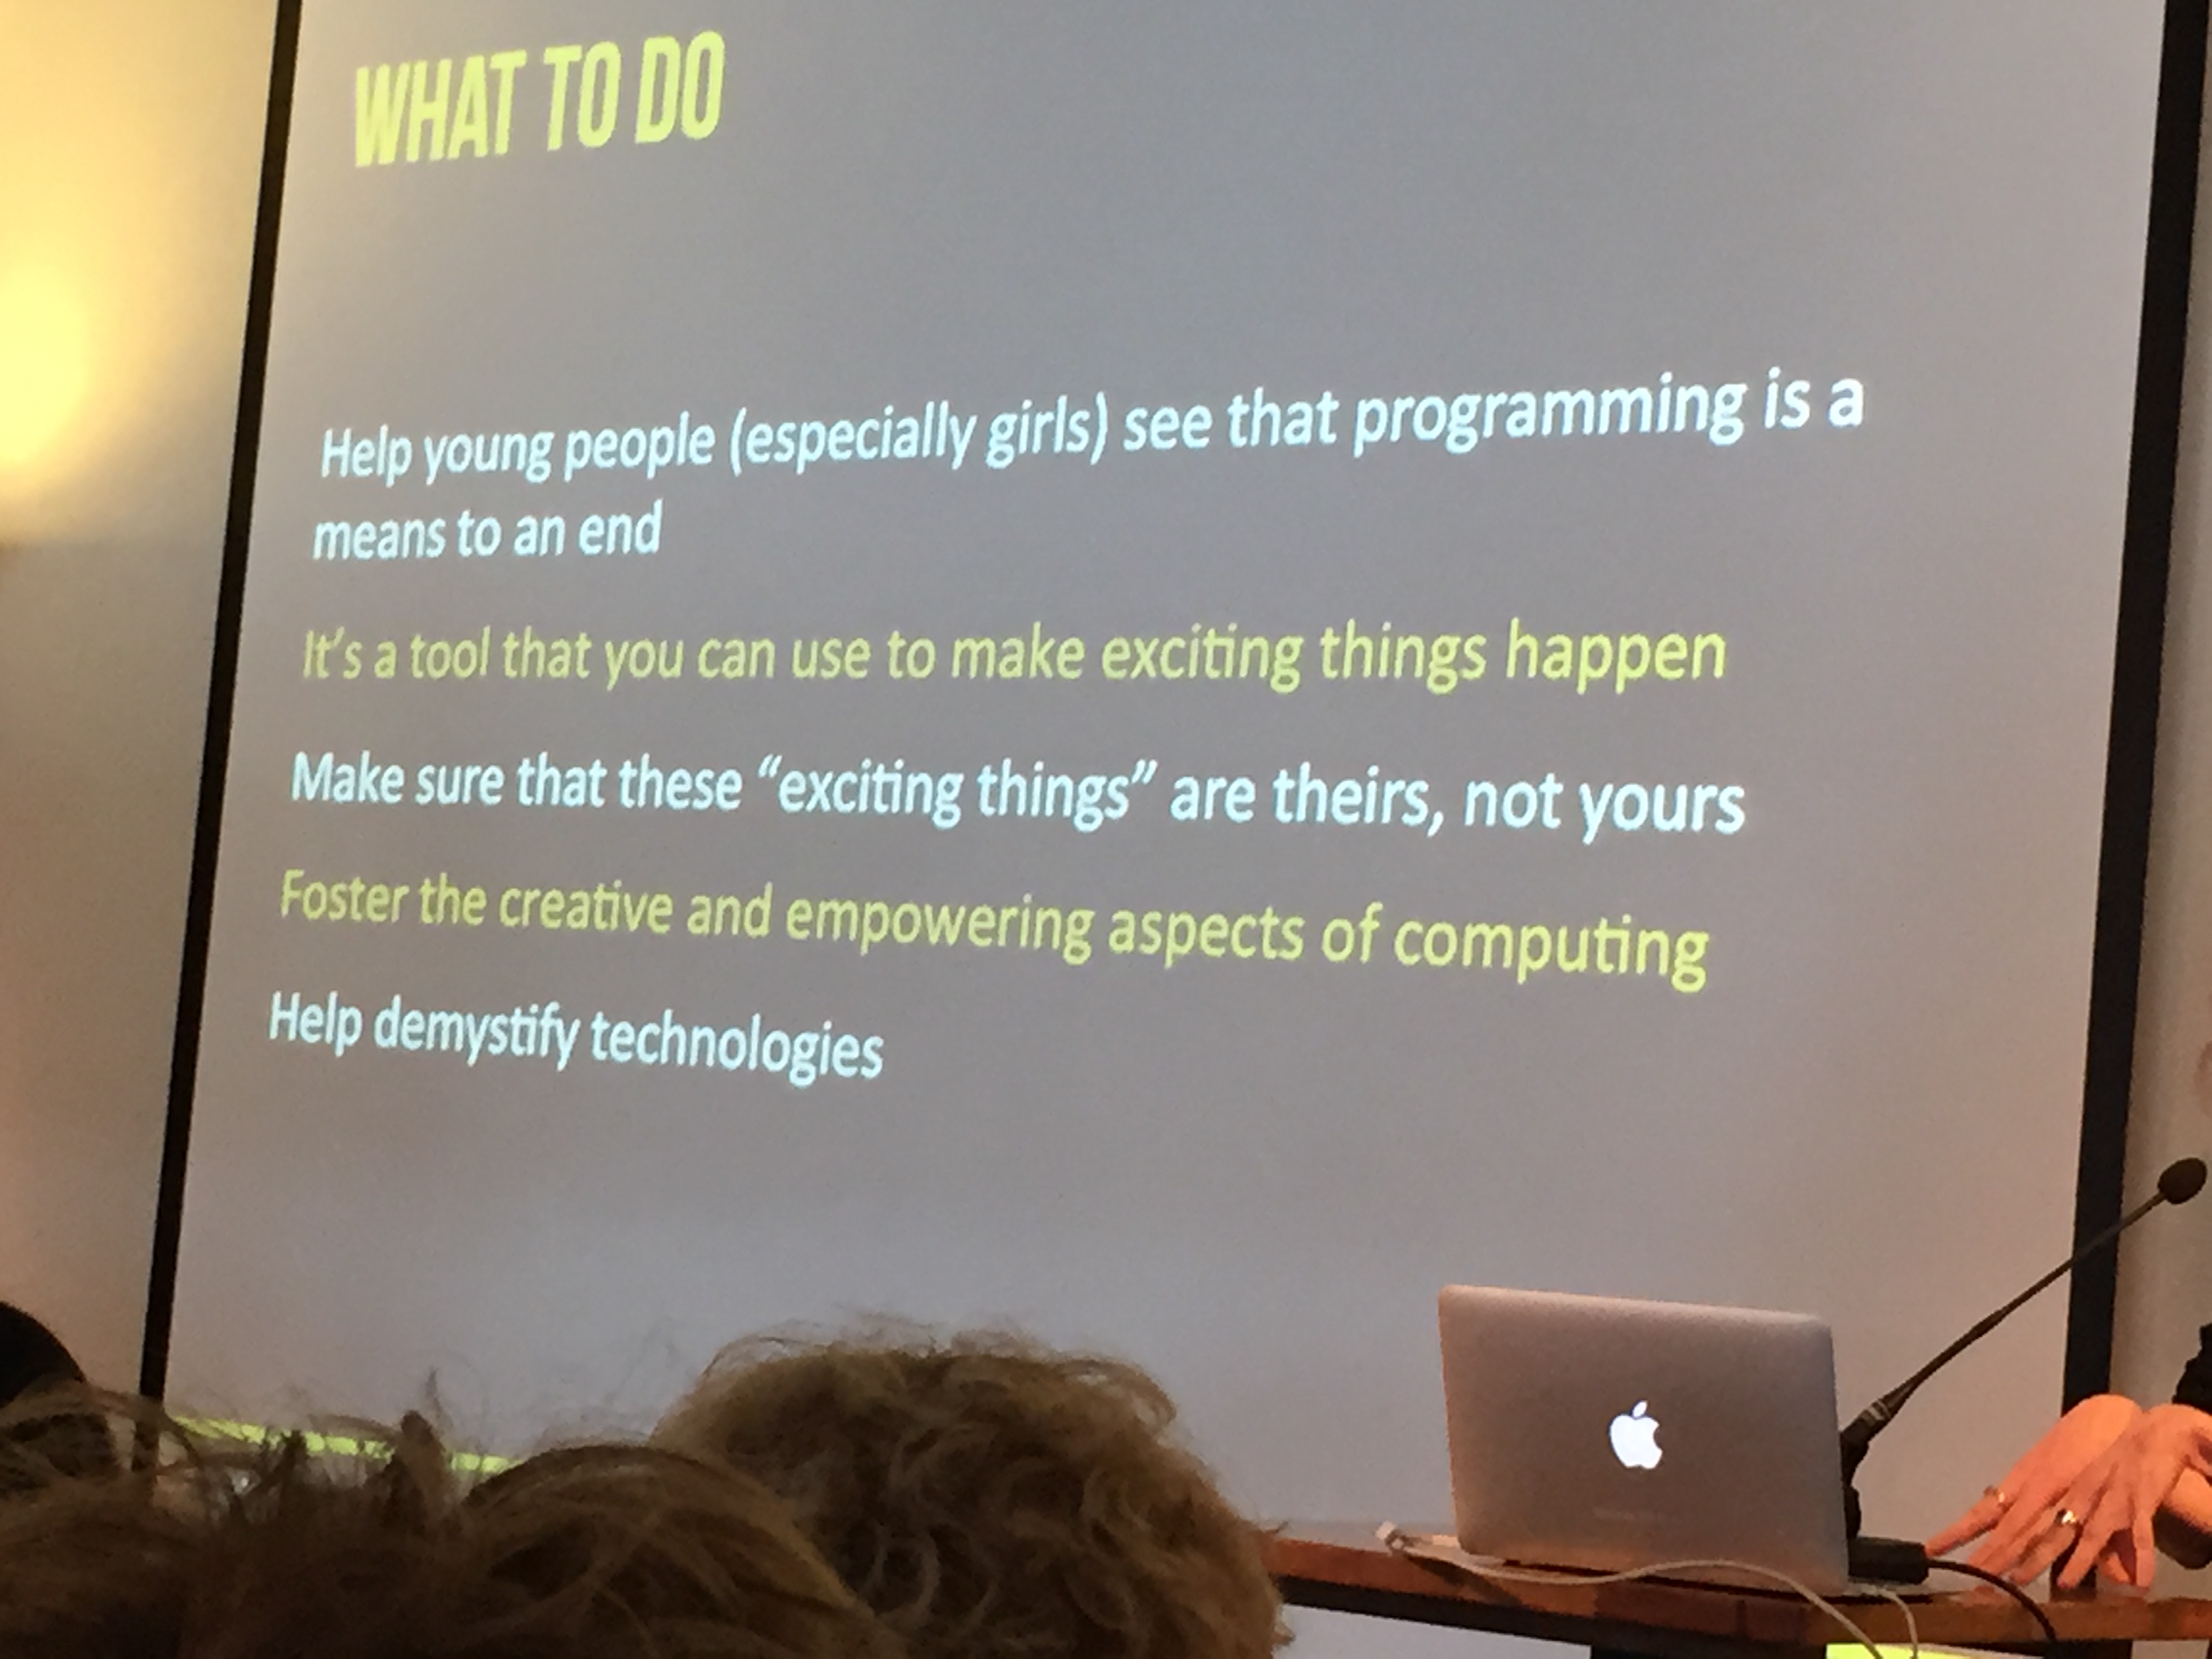 WHAT TO DO
Help young people (especially girls) see that programming is a
means to an end
It's a tool that you can use to make exciting things happen
Make sure that these “exciting things” are theirs, not yours
Foster the creative and empowering aspects of computing
Help demystify technologies